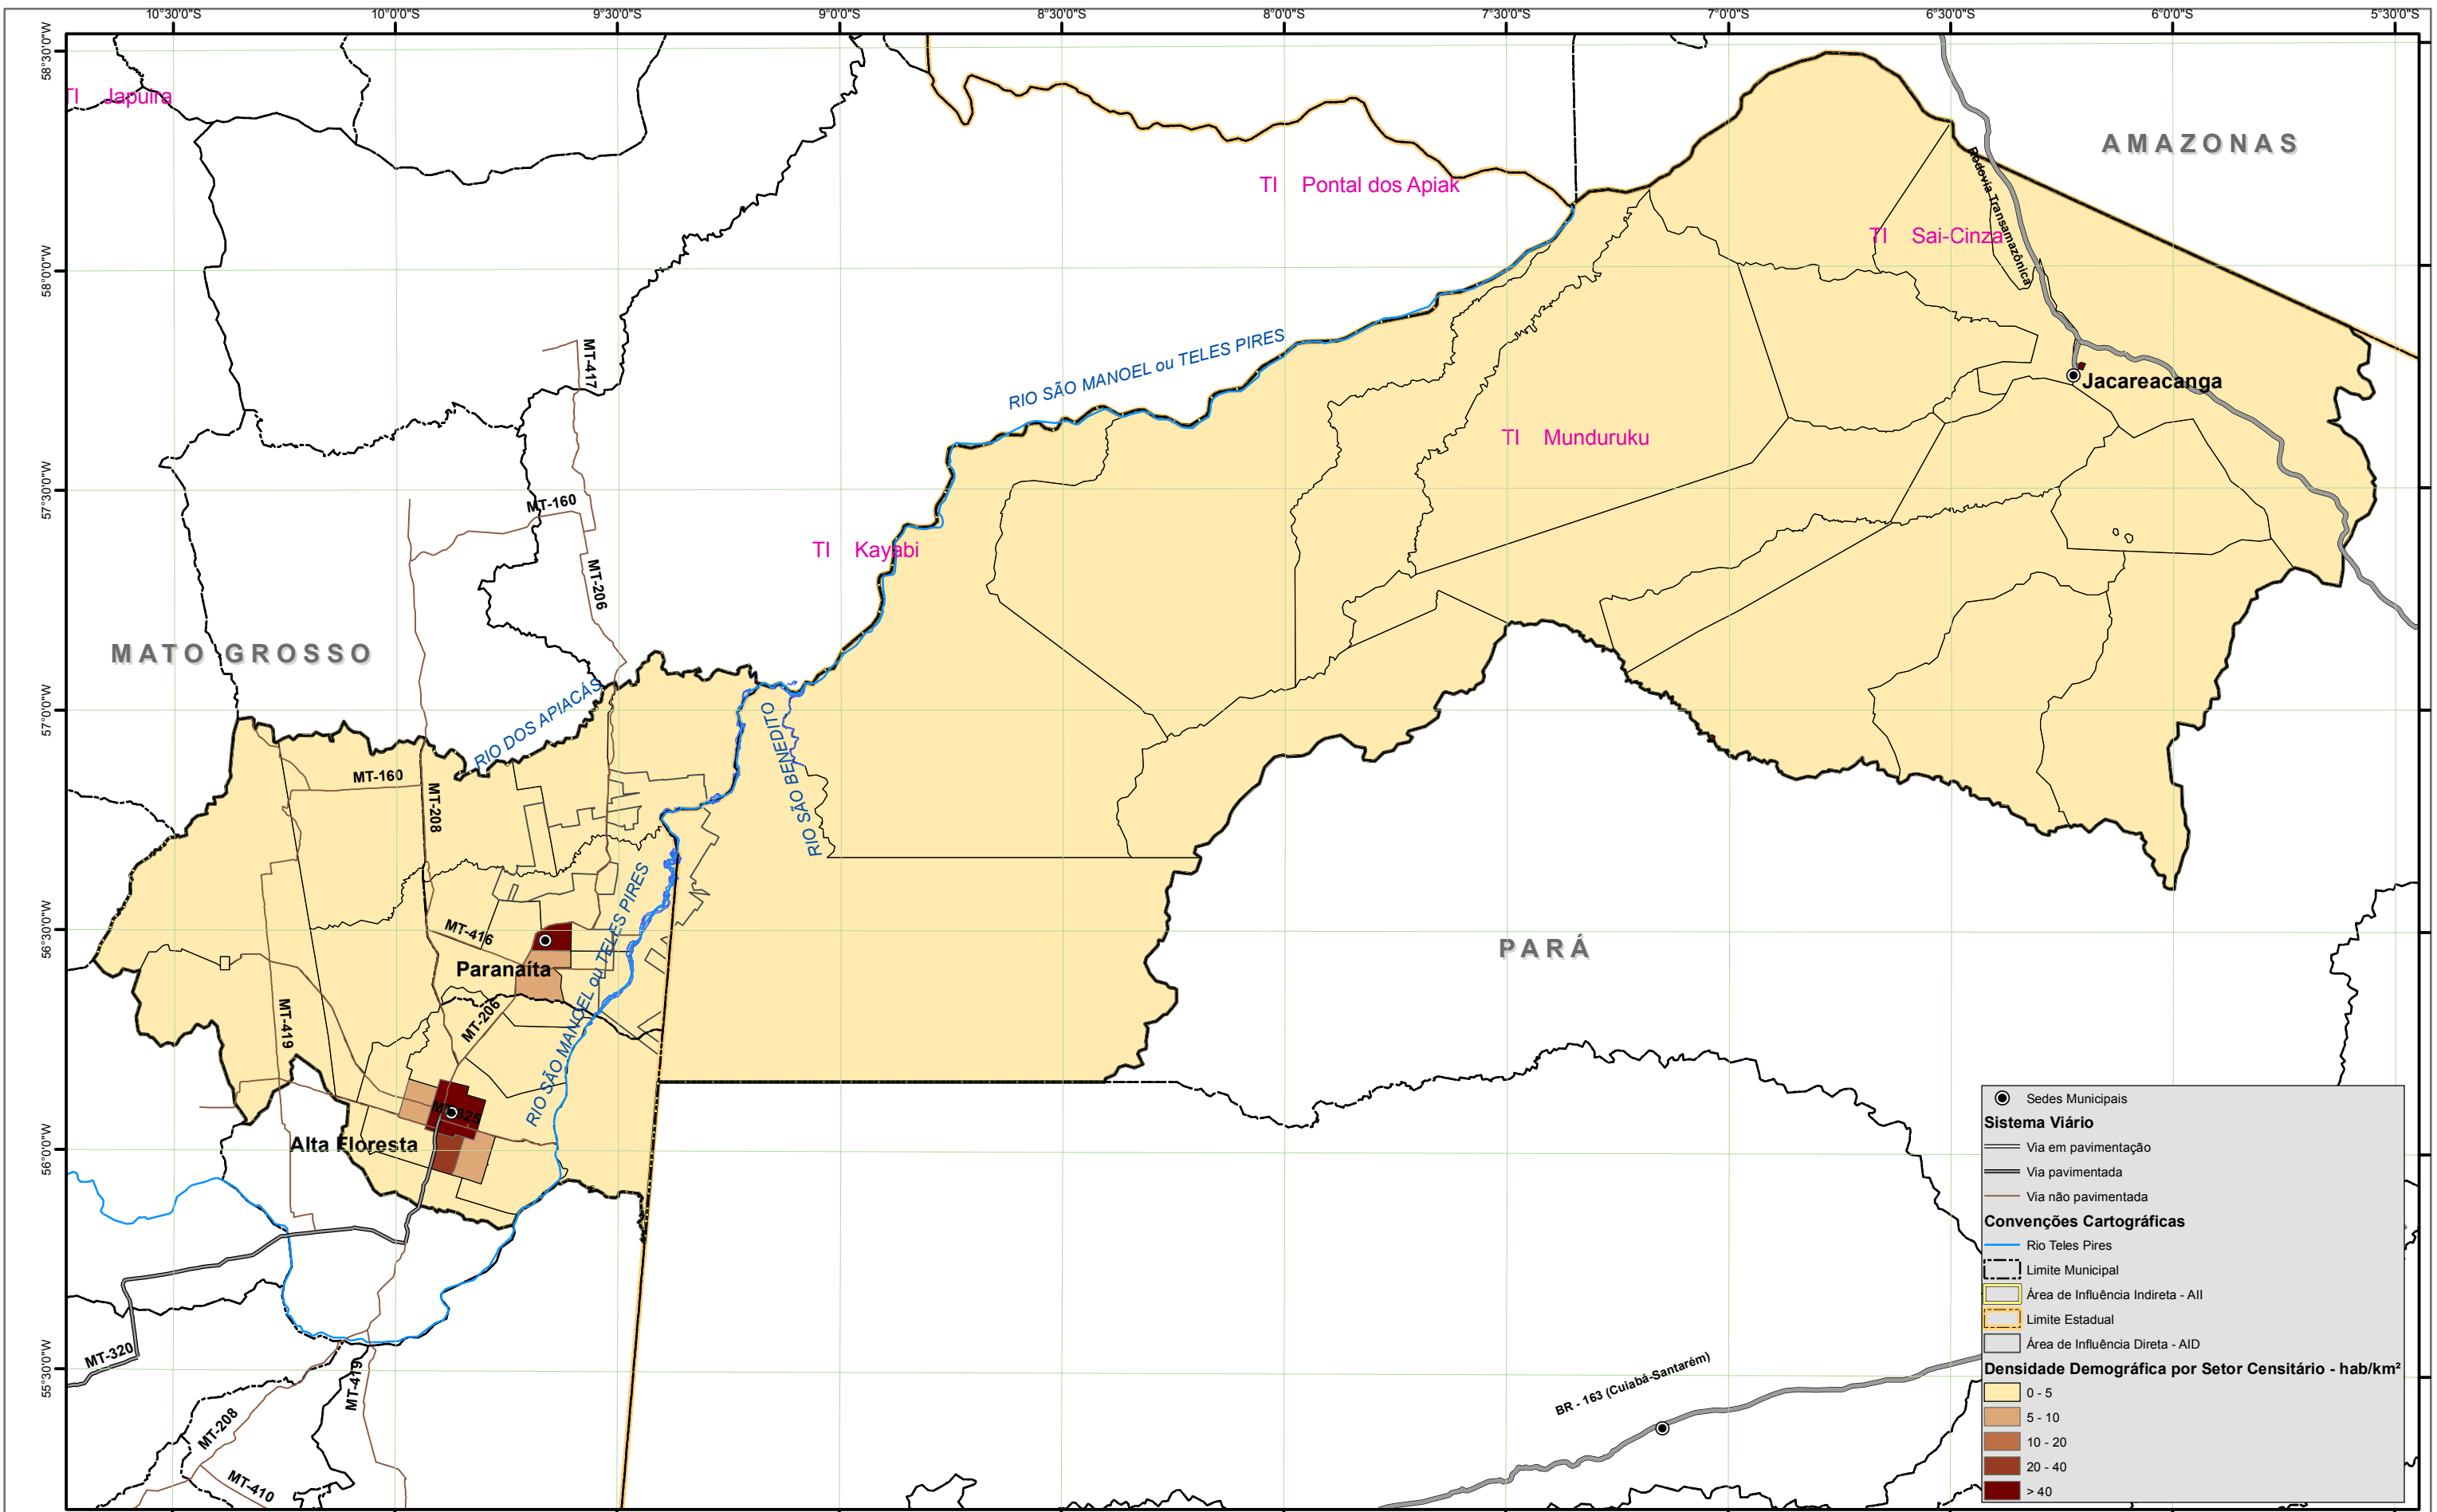 10°30'0"S
10°0'0"S
9°30'0"S
9°0'0"S
8°30'0"S
8°0'0"S
7°30'0"S
7°0'0"S
6°30'0"S
6°0'0"S
5°30'0"S
58°30'0"W
58°0'0"W
57°30'0"W
57°0'0"W
56°30'0"W
56°0'0"W
55°30'0"W
TI Japuira
AMAZONAS
TI Pontal dos Apiak
Rodovia Transamazônica
TI Sai-Cinza
RIO SÃO MANOEL ou TELES PIRES
MT-417
Jacareacanga
TI Munduruku
MT-160
TI Kayabi
MT-206
MATO GROSSO
RIO DOS APIACÁS
RIO SÃO BENEDITO
MT-160
MT-208
RIO SÃO MANOEL ou TELES PIRES
MT-416
PARÁ
Paranaíta
MT-206
MT-419
MT-325
Alta Floresta
MT-320
MT-419
MT-208
MT-410
BR - 163 (Cuiabá-Santarém)
Sedes Municipais
Sistema Viário
Via em pavimentação
Via pavimentada
Via não pavimentada
Convenções Cartográficas
Rio Teles Pires
Limite Municipal
Área de Influência Indireta - AII
Limite Estadual
Área de Influência Direta - AID
Densidade Demográfica por Setor Censitário - hab/km²
0 - 5
5 - 10
10 - 20
20 - 40
> 40